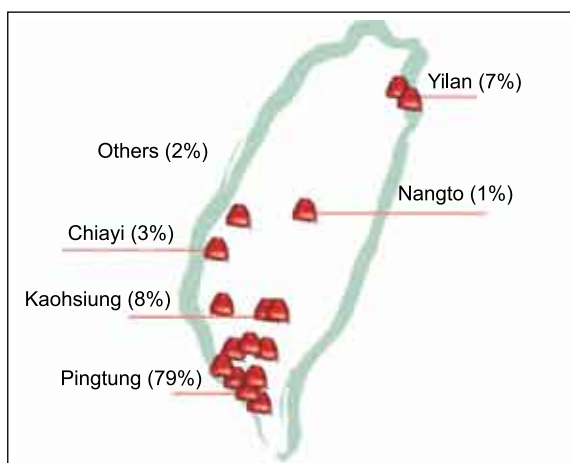 Yilan (7%)
Others (2%)
Nangto (1%)
Chiayi (3%)
Kaohsiung (8%)
Pingtung (79%)